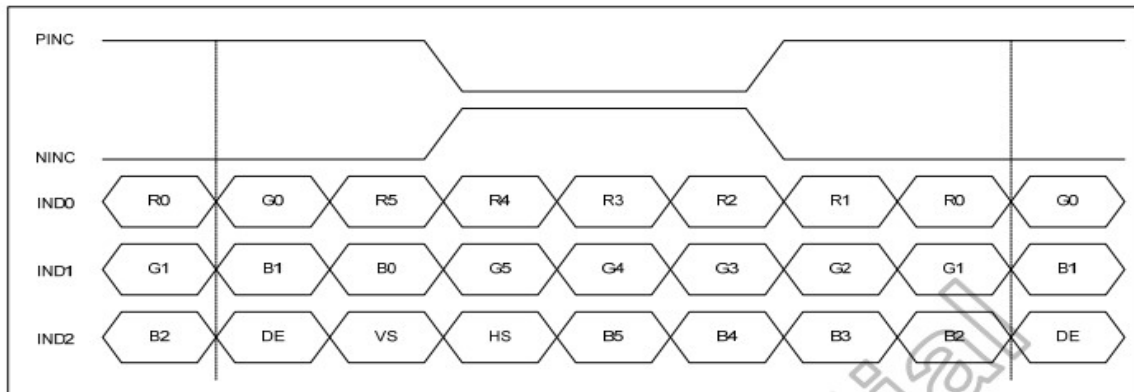 PINC
NINC
IND0 R0 G0 R5 R4 R3 R2 R1 R0 G0
IND1 G1 B1 B0 G5 G4 G3 G2 G1 B1
IND2 B2 DE VS HS B5 B4 B3 B2 DE